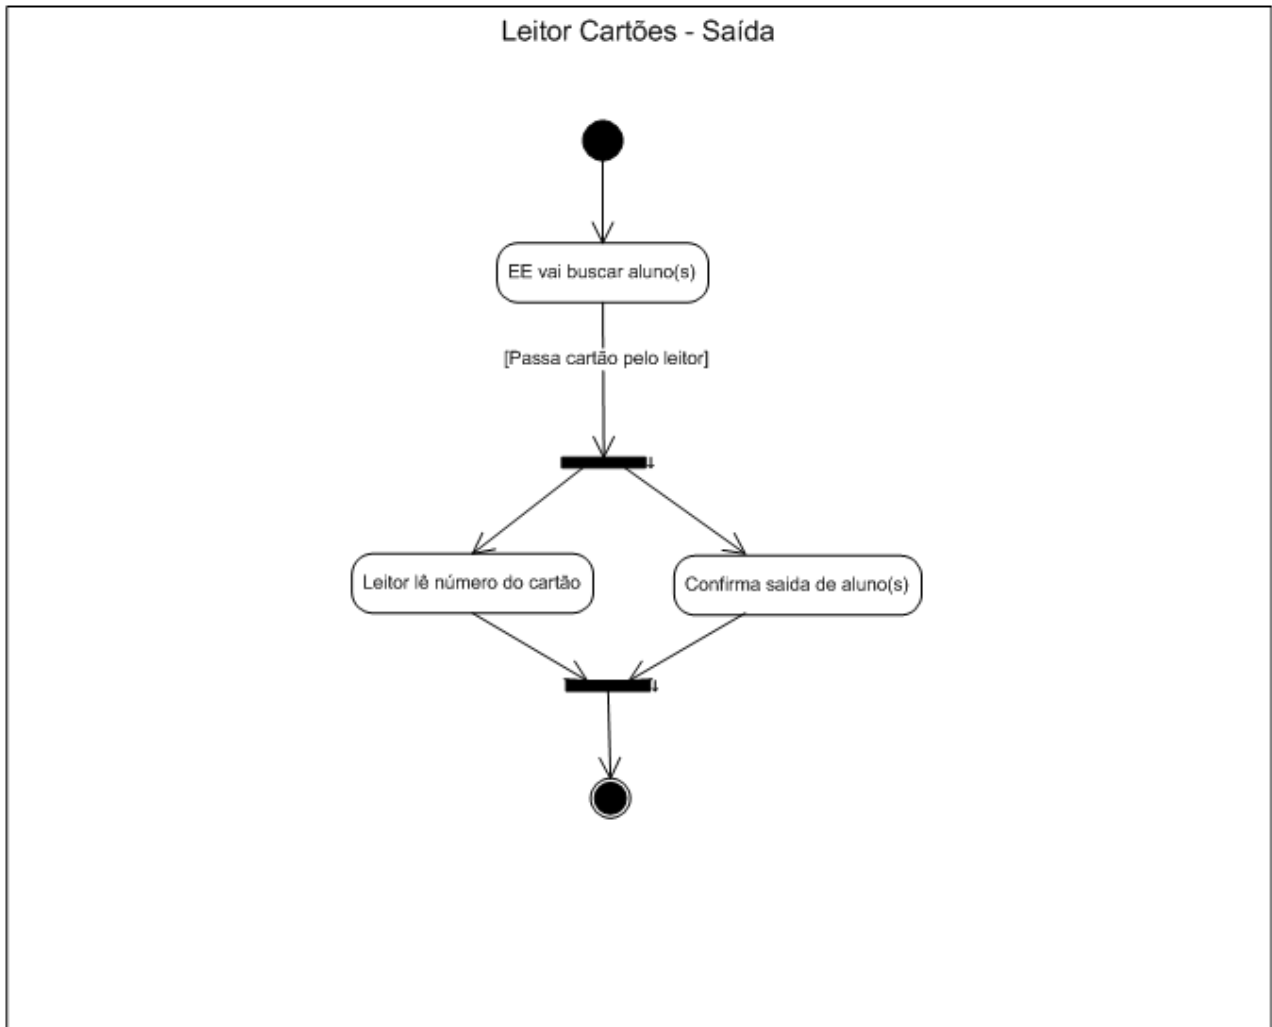 Leitor Cartões - Saída
EE vai buscar aluno(s)
[Passa cartão pelo leitor]
Leitor lê número do cartão
Confirma saida de aluno(s)